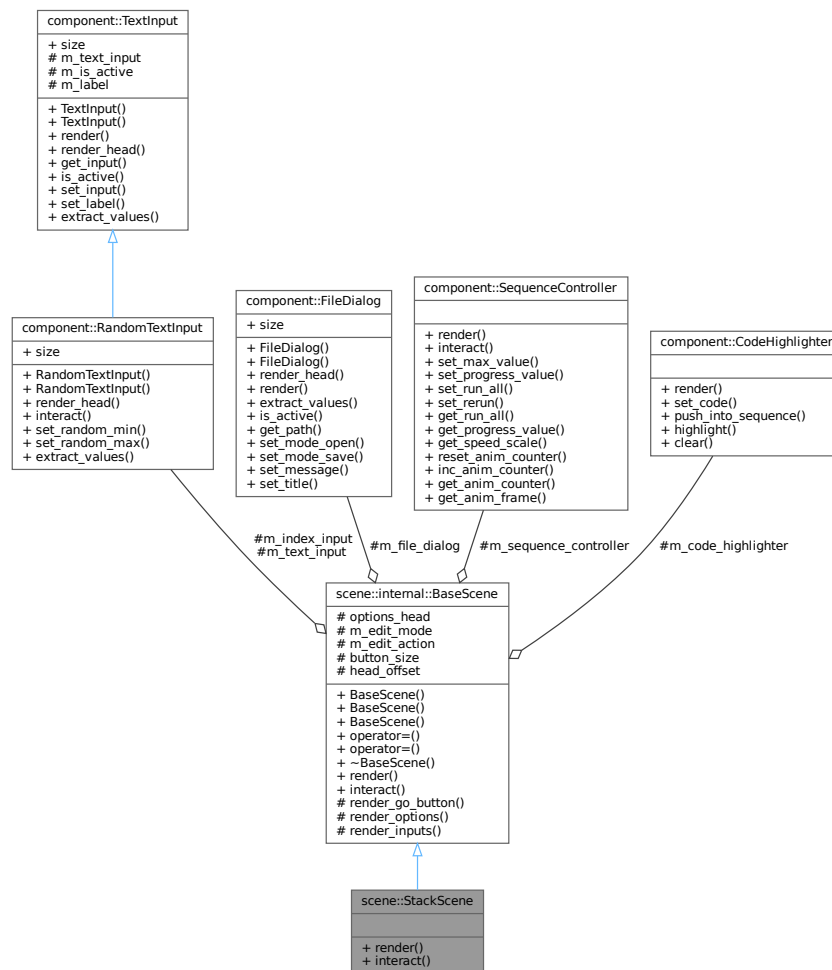 component::TextInput
+ size
# m_text_input
# m_is_active
# m_label
+ TextInput()
+ TextInput()
+ render()
+ render_head()
+ get_input()
+ is_active()
+ set_input()
+ set_label()
+ extract_values()
component::RandomTextInput
+ size
+ RandomTextInput()
+ RandomTextInput()
+ render_head()
+ interact()
+ set_random_min()
+ set_random_max()
+ extract_values()
component::FileDialog
+ size
+ FileDialog()
+ FileDialog()
+ render_head()
+ render()
+ extract_values()
+ is_active()
+ get_path()
+ set_mode_open()
+ set_mode_save()
+ set_message()
+ set_title()
component::SequenceController
+ render()
+ interact()
+ set_max_value()
+ set_progress_value()
+ set_run_all()
+ set_rerun()
+ get_run_all()
+ get_progress_value()
+ get_speed_scale()
+ reset_anim_counter()
+ inc_anim_counter()
+ get_anim_counter()
+ get_anim_frame()
component::CodeHighlighter
+ render()
+ set_code()
+ push_into_sequence()
+ highlight()
+ clear()
#m_index_input
#m_text_input
#m_file_dialog
#m_sequence_controller
#m_code_highlighter
scene::internal::BaseScene
# options_head
# m_edit_mode
# m_edit_action
# button_size
# head_offset
+ BaseScene()
+ BaseScene()
+ BaseScene()
+ operator=()
+ operator=()
+ ~BaseScene()
+ render()
+ interact()
# render_go_button()
# render_options()
# render_inputs()
scene::StackScene
+ render()
+ interact()